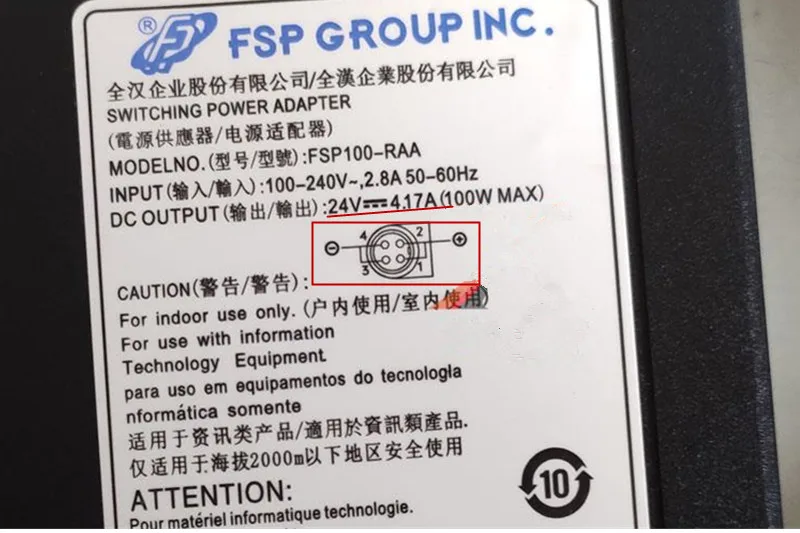 ® FSP GROUP INC.
全汉企业股份有限公司/全漢企業股份有限公司
SWITCHING POWER ADAPTER
(電源供應器/电源适配器)
MODELNO.(型号/型號):FSP100-RAA
INPUT(输入/輸入):100-240V~,2.8A 50-60Hz
DC OUTPUT(输出/輸出):24V⎓4.17A(100W MAX)
4 2
3 1
CAUTION(警告/警告):
For indoor use only. (户内使用/室内使用)
For use with information
Technology Equipment.
para uso em equipamentos do tecnologla
nformática somente
适用于资讯类产品/適用於資訊類產品.
仅适用于海拔2000m以下地区安全使用
10
ATTENTION:
Pour matériel informatique technologie.